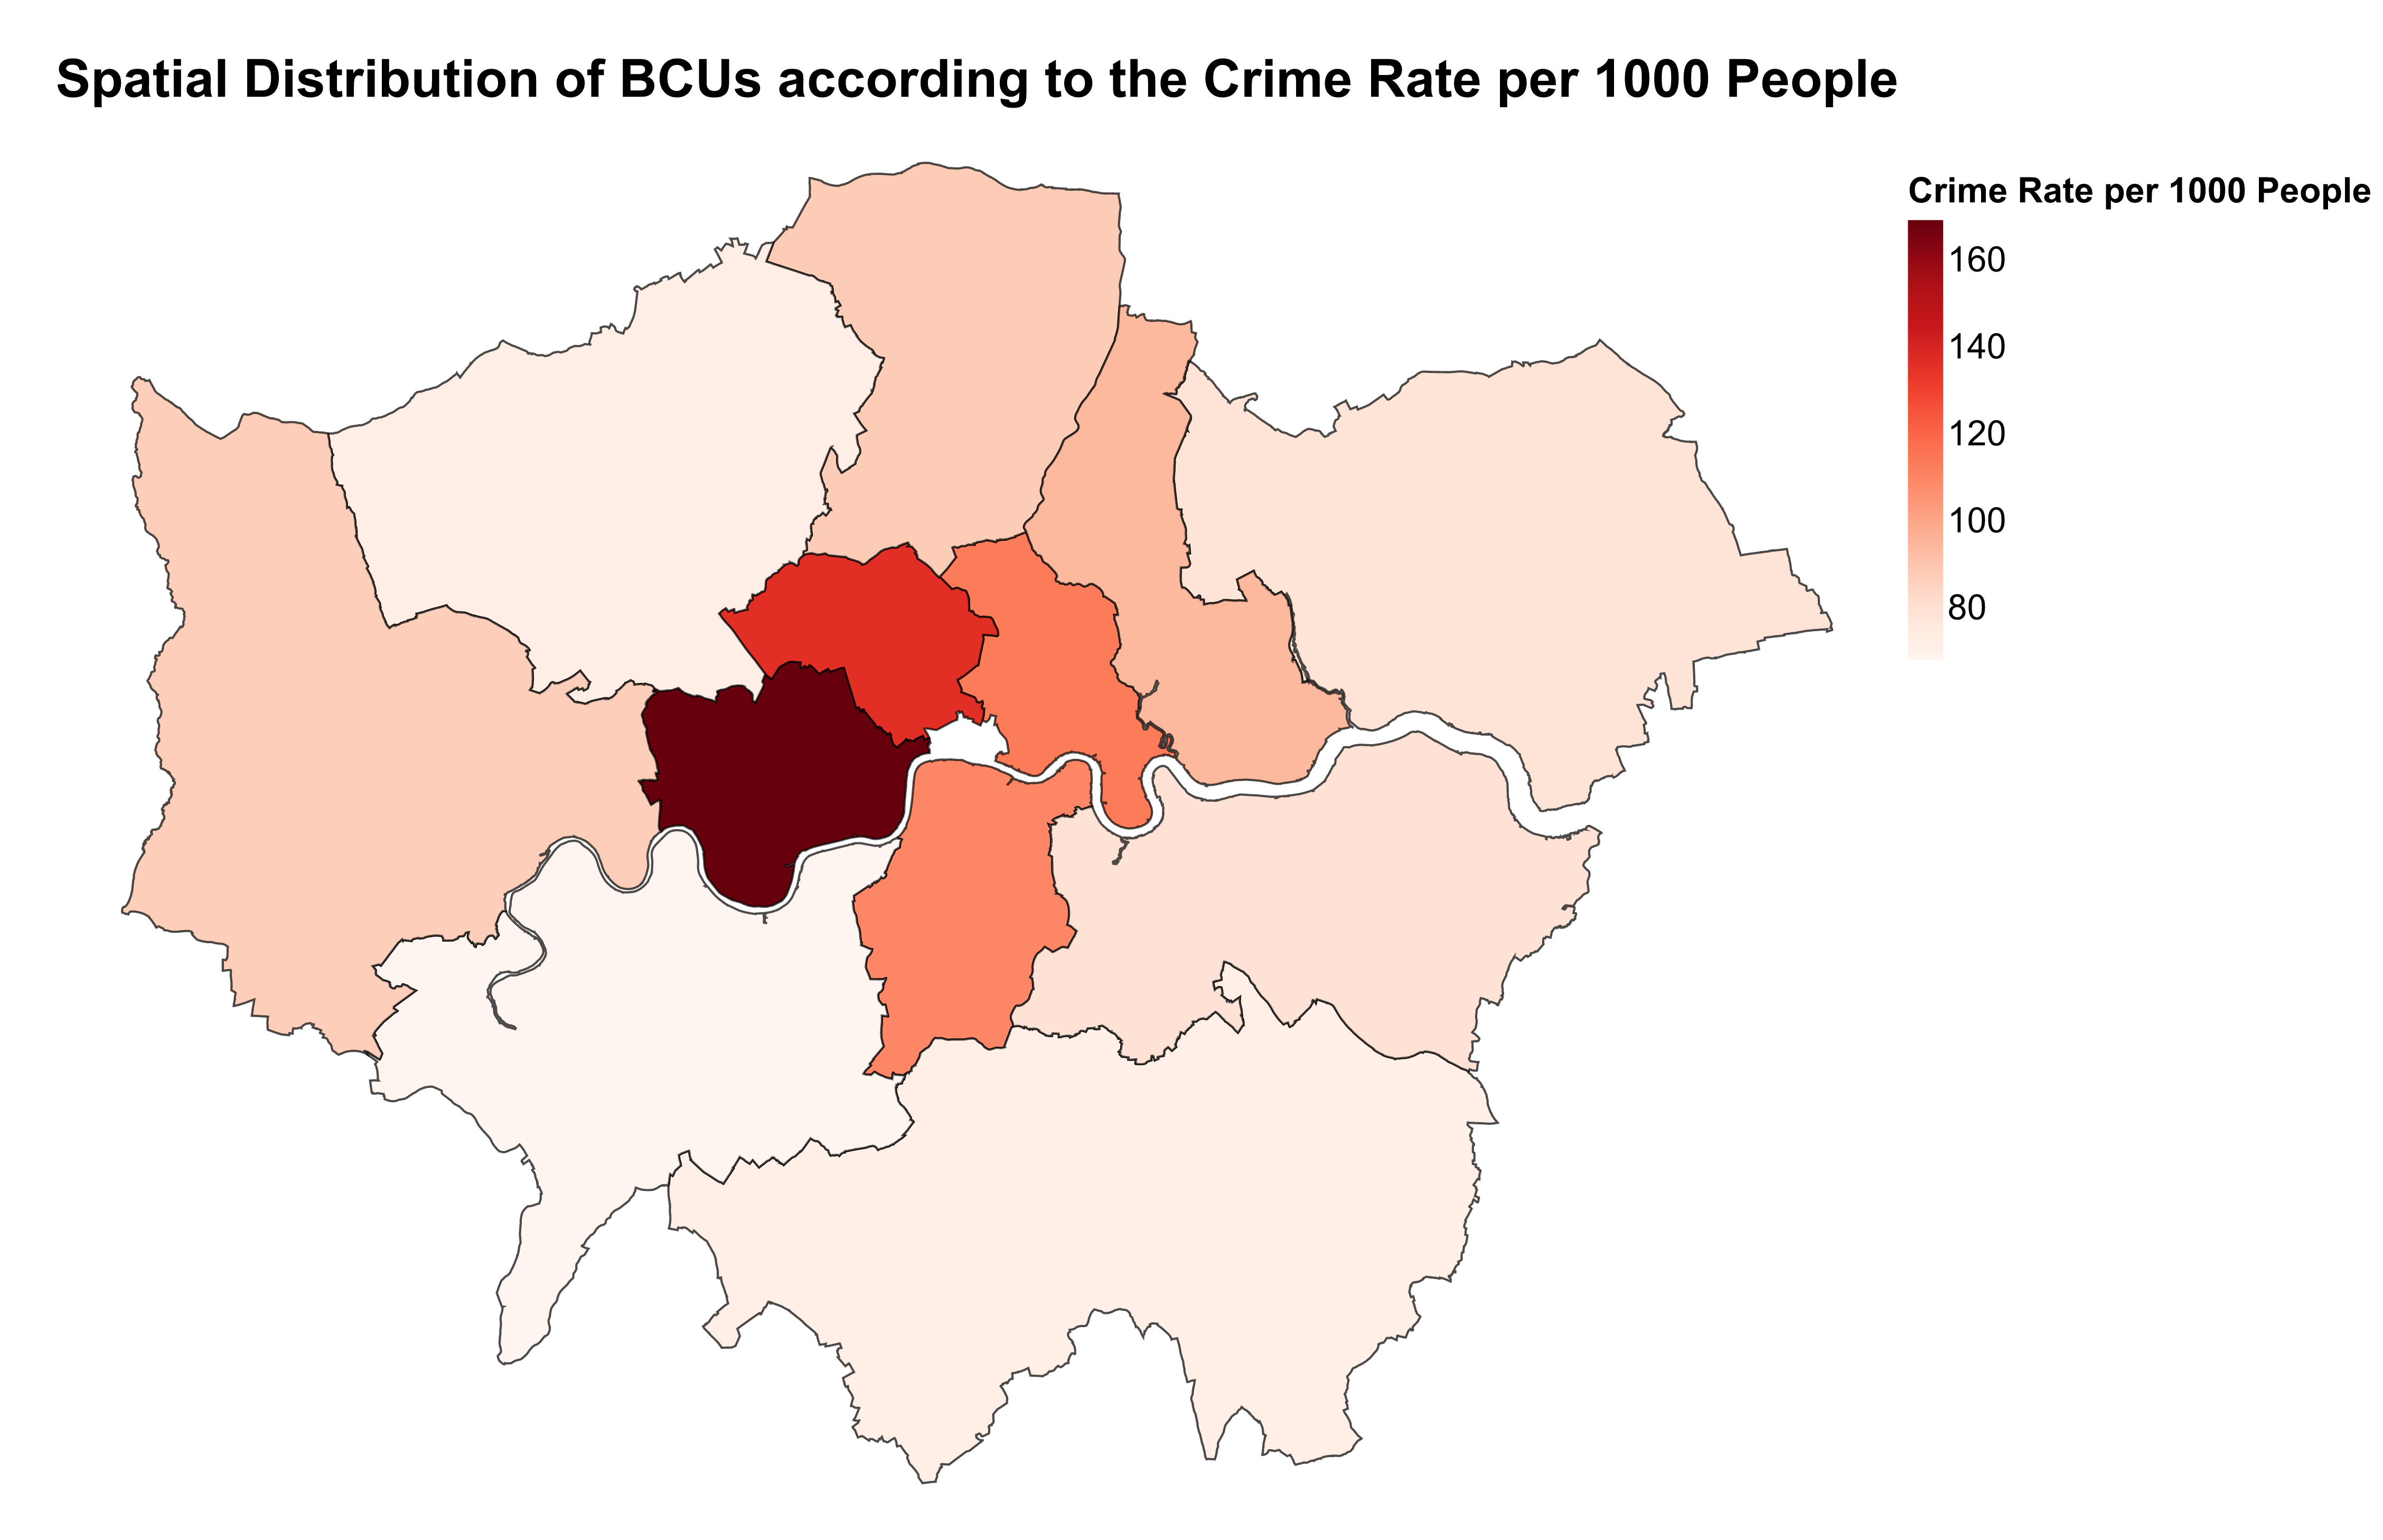 Spatial Distribution of BCUs according to the Crime Rate per 1000 People
Crime Rate per 1000 People
160
140
120
100
80